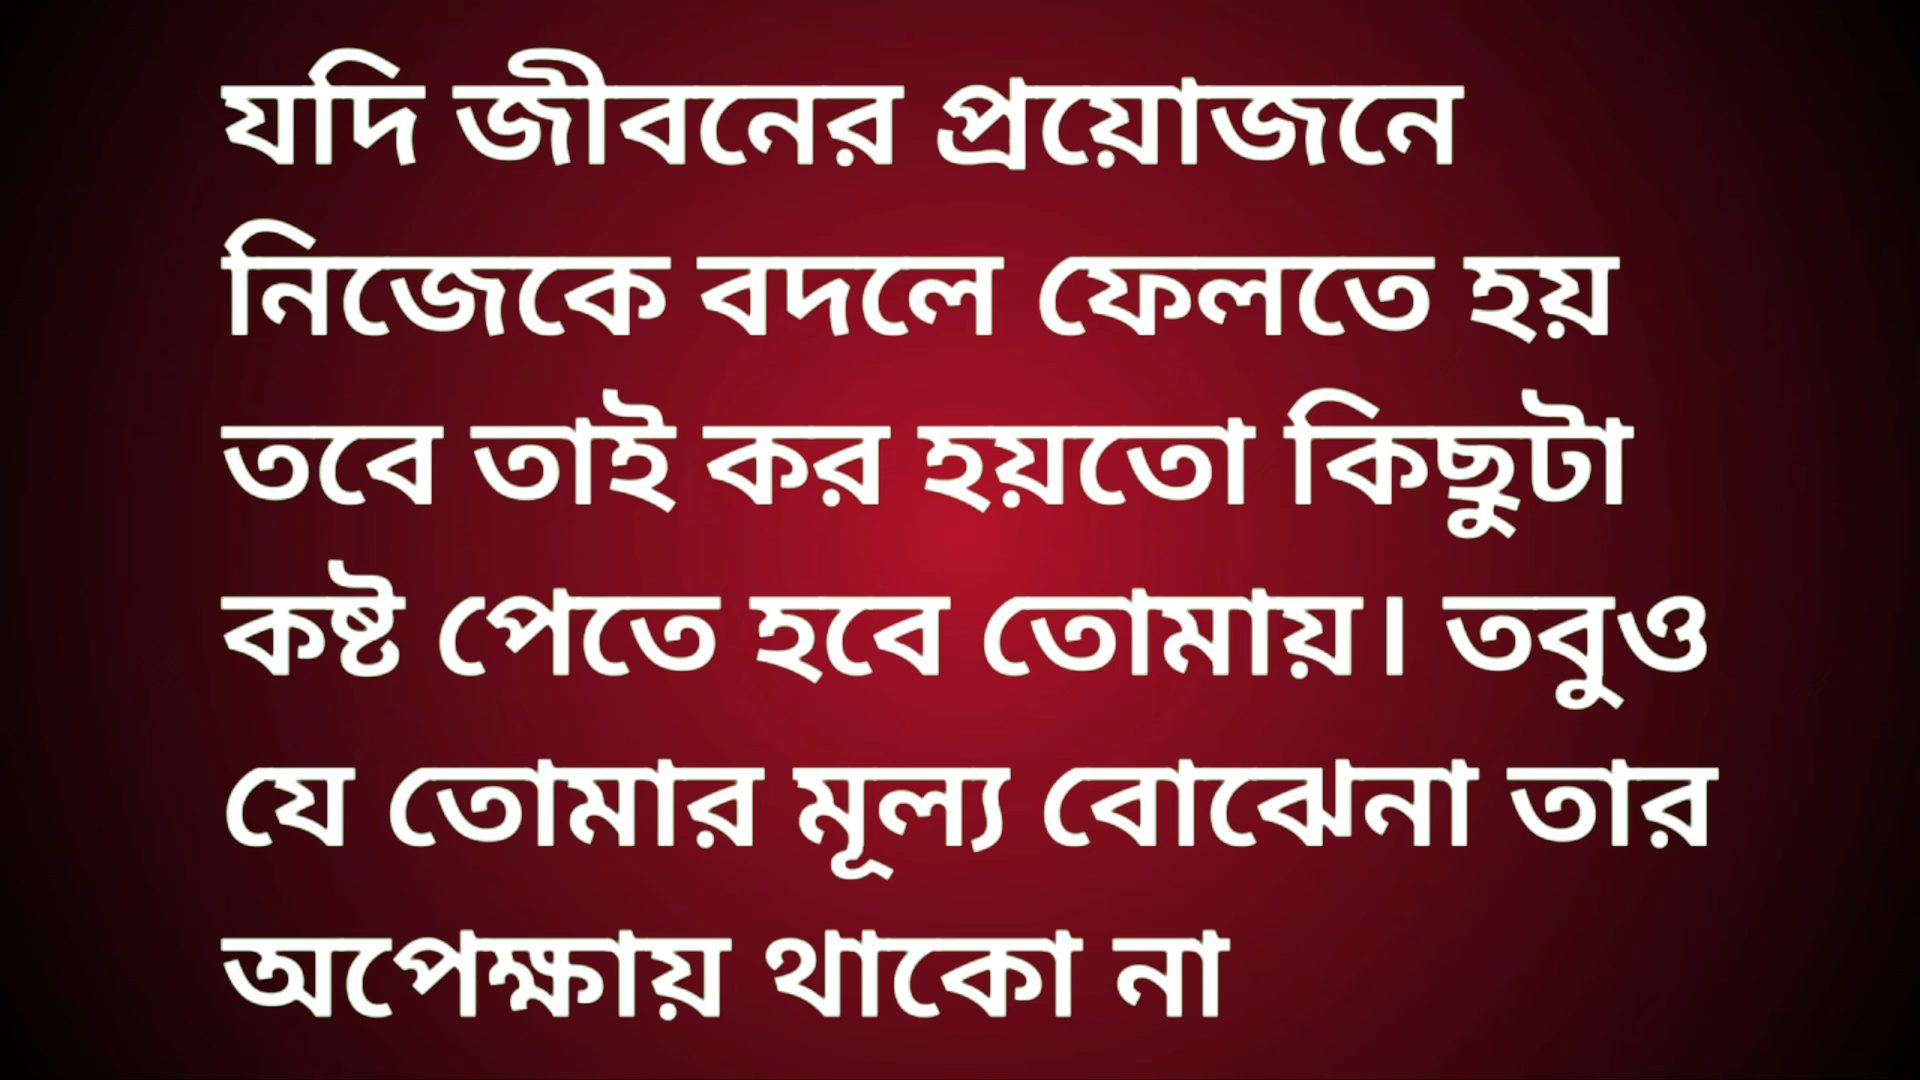 যদি জীবনের প্রয়োজনে
নিজেকে বদলে ফেলতে হয়
তবে তাই কর হয়তো কিছুটা
কষ্ট পেতে হবে তোমায়। তবুও
যে তোমার মূল্য বোঝেনা তার
অপেক্ষায় থাকো না